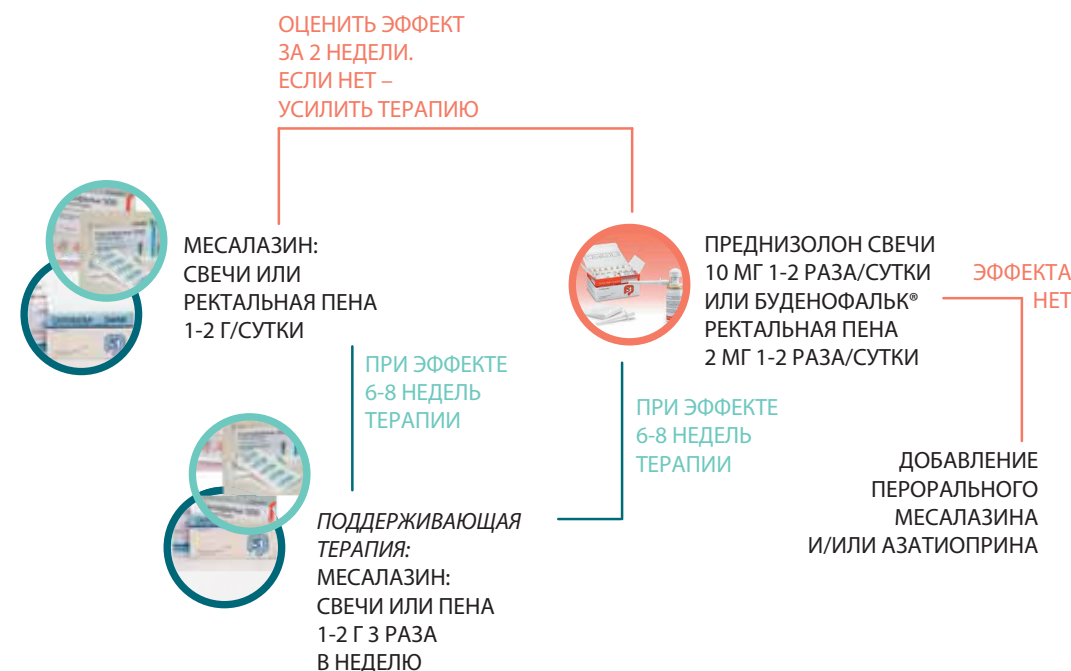 ОЦЕНИТЬ ЭФФЕКТ
ЗА 2 НЕДЕЛИ.
ЕСЛИ НЕТ –
УСИЛИТЬ ТЕРАПИЮ
МЕСАЛАЗИН:
СВЕЧИ ИЛИ
РЕКТАЛЬНАЯ ПЕНА
1-2 Г/СУТКИ
ПРЕДНИЗОЛОН СВЕЧИ
10 МГ 1-2 РАЗА/СУТКИ
ИЛИ БУДЕНОФАЛЬК®
РЕКТАЛЬНАЯ ПЕНА
2 МГ 1-2 РАЗА/СУТКИ
ЭФФЕКТА
НЕТ
ПРИ ЭФФЕКТЕ
6-8 НЕДЕЛЬ
ТЕРАПИИ
ПРИ ЭФФЕКТЕ
6-8 НЕДЕЛЬ
ТЕРАПИИ
ПОДДЕРЖИВАЮЩАЯ
ТЕРАПИЯ:
МЕСАЛАЗИН:
СВЕЧИ ИЛИ ПЕНА
1-2 Г 3 РАЗА
В НЕДЕЛЮ
ДОБАВЛЕНИЕ
ПЕРОРАЛЬНОГО
МЕСАЛАЗИНА
И/ИЛИ АЗАТИОПРИНА